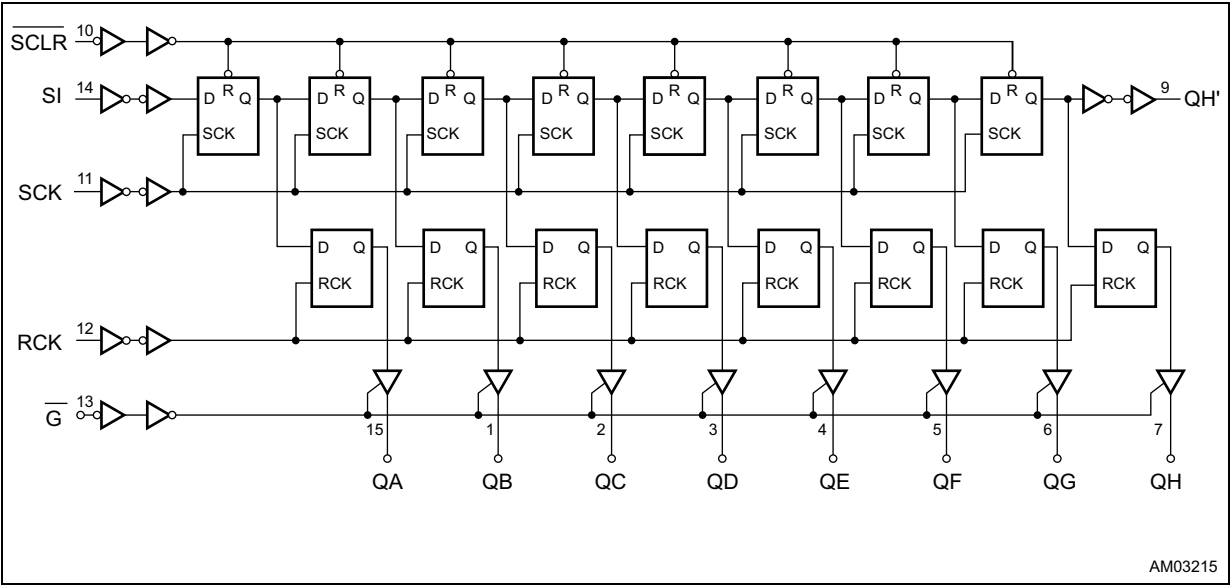 SCLR 10
R R R R R R R R
SI 14 D Q D Q D Q D Q D Q D Q D Q D Q 9 QH'
SCK SCK SCK SCK SCK SCK SCK SCK
SCK 11
D Q D Q D Q D Q D Q D Q D Q D Q
RCK RCK RCK RCK RCK RCK RCK RCK
RCK 12
G 13
15 1 2 3 4 5 6 7
QA QB QC QD QE QF QG QH
AM03215